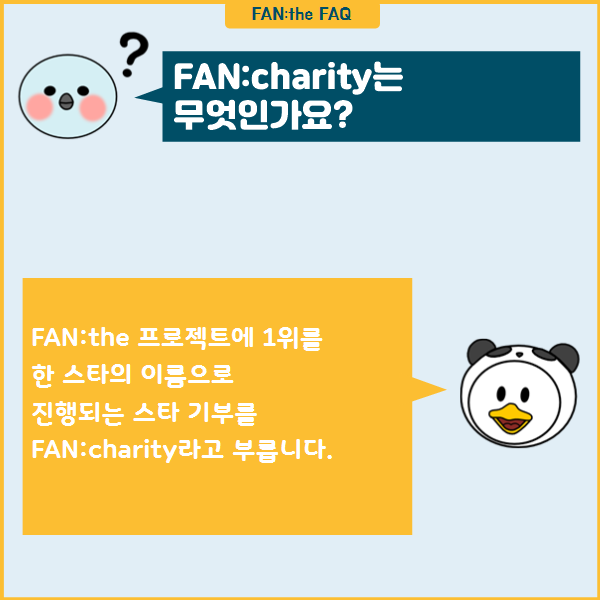 FAN:the FAQ
?
FAN:charity는
무엇인가요?
FAN:the 프로젝트에 1위를
한 스타의 이름으로
진행되는 스타 기부를
FAN:charity라고 부릅니다.